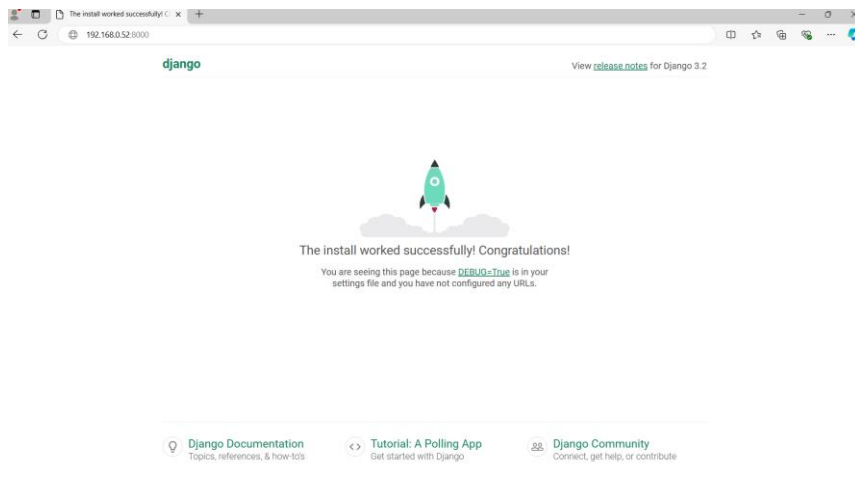 The install worked successfully! C
192.168.0.52:8000
django
View release notes for Django 3.2
The install worked successfully! Congratulations!
You are seeing this page because DEBUG=True is in your
settings file and you have not configured any URLs.
Django Documentation
Topics, references, & how-to's
Tutorial: A Polling App
Get started with Django
Django Community
Connect, get help, or contribute